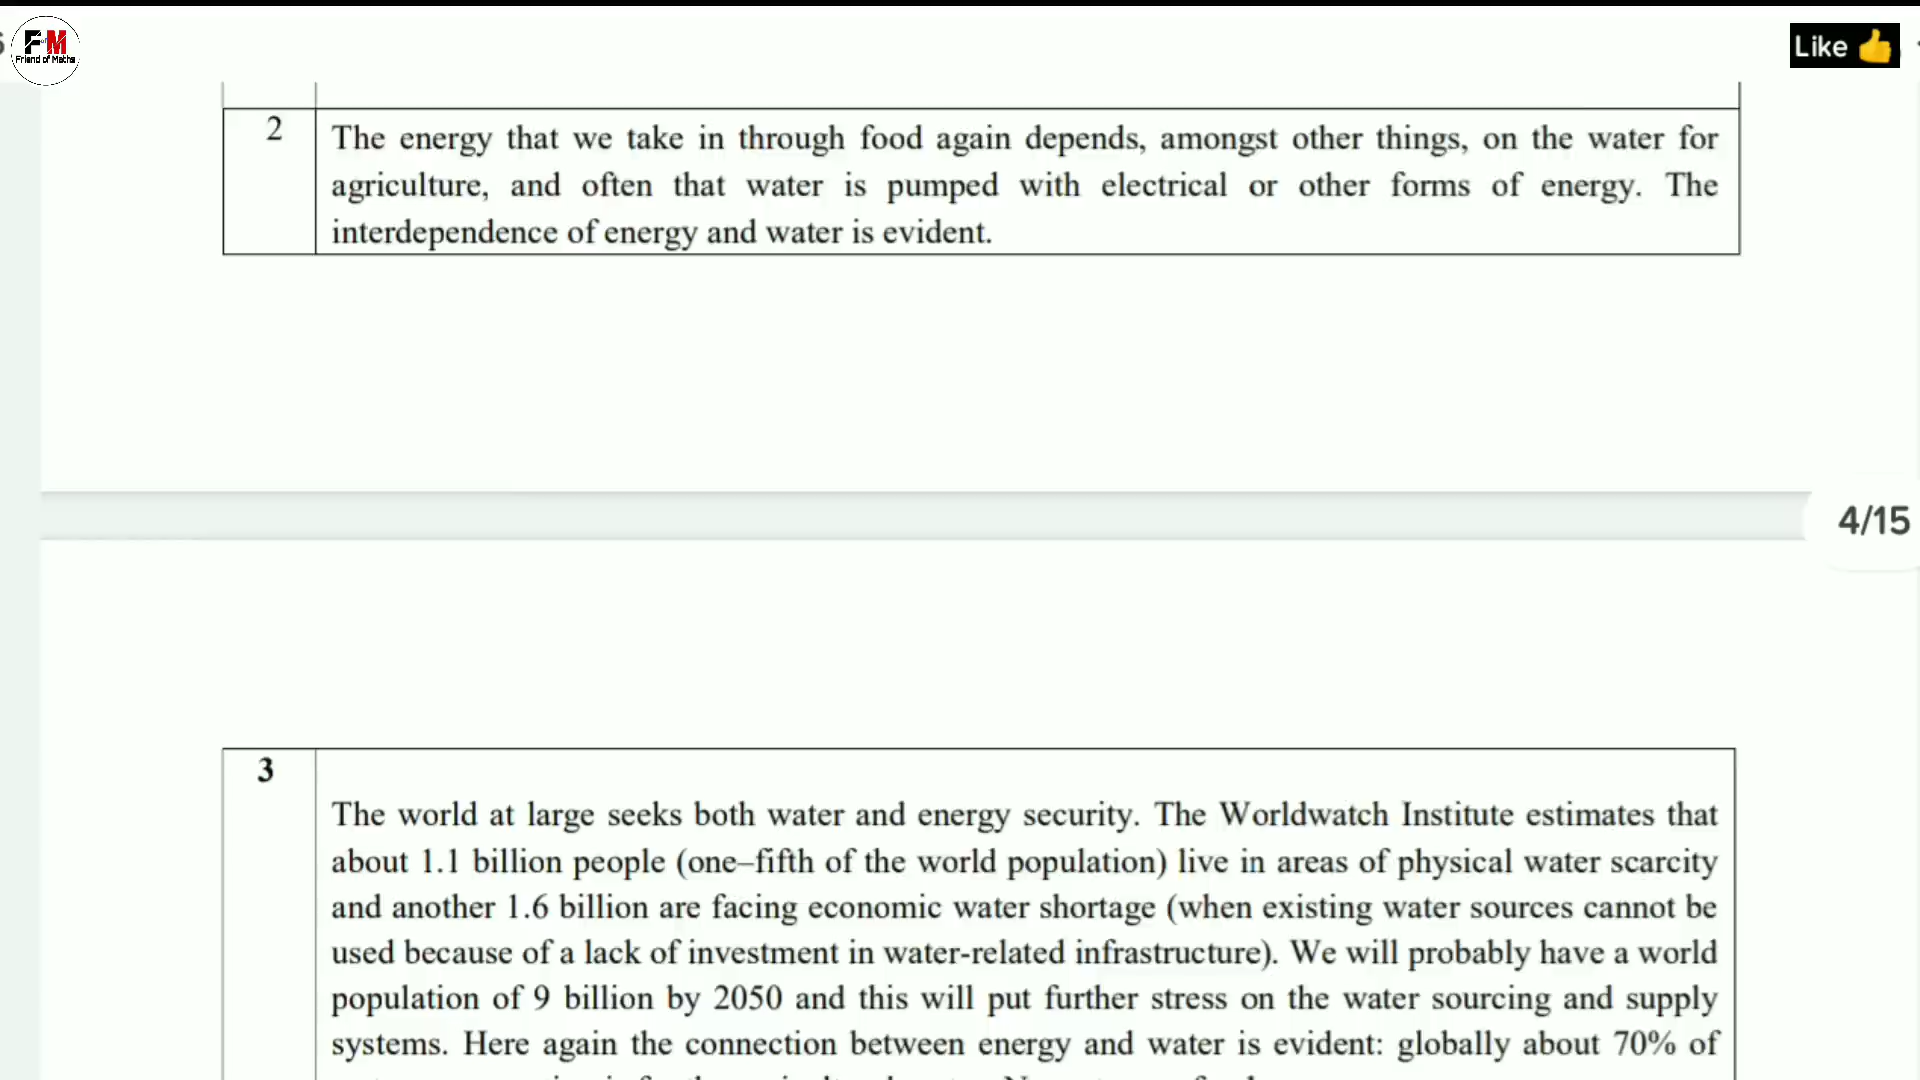 FM
Friend of Maths
Like 👍
2
The energy that we take in through food again depends, amongst other things, on the water for
agriculture, and often that water is pumped with electrical or other forms of energy. The
interdependence of energy and water is evident.
4/15
3
The world at large seeks both water and energy security. The Worldwatch Institute estimates that
about 1.1 billion people (one–fifth of the world population) live in areas of physical water scarcity
and another 1.6 billion are facing economic water shortage (when existing water sources cannot be
used because of a lack of investment in water-related infrastructure). We will probably have a world
population of 9 billion by 2050 and this will put further stress on the water sourcing and supply
systems. Here again the connection between energy and water is evident: globally about 70% of